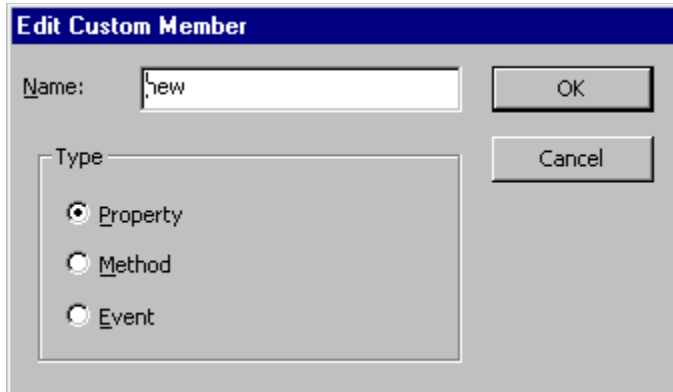 Edit Custom Member
Name: new OK
Type Cancel
Property
Method
Event